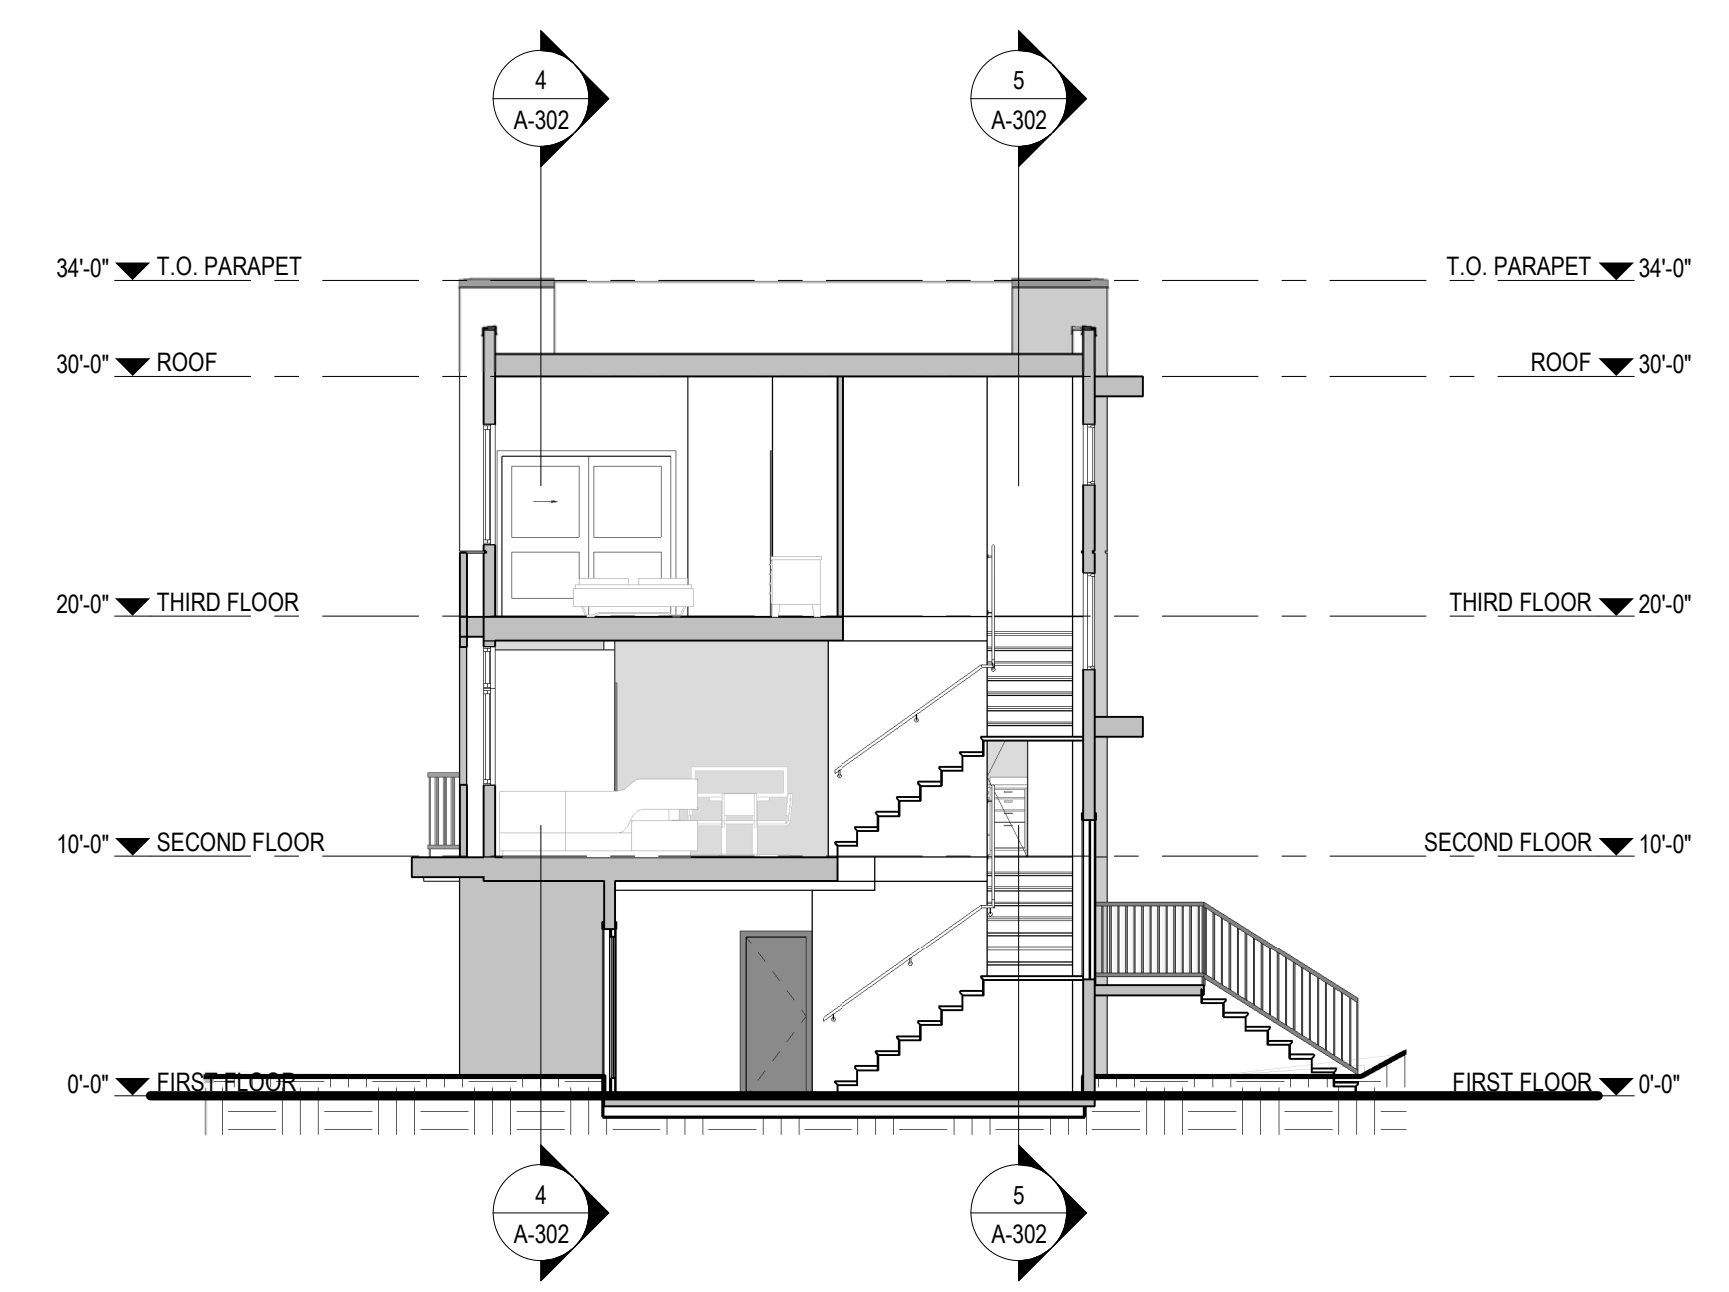 4
A-302
5
A-302
34'-0" T.O. PARAPET
T.O. PARAPET 34'-0"
30'-0" ROOF
ROOF 30'-0"
20'-0" THIRD FLOOR
THIRD FLOOR 20'-0"
10'-0" SECOND FLOOR
SECOND FLOOR 10'-0"
0'-0" FIRST FLOOR
FIRST FLOOR 0'-0"
4
A-302
5
A-302